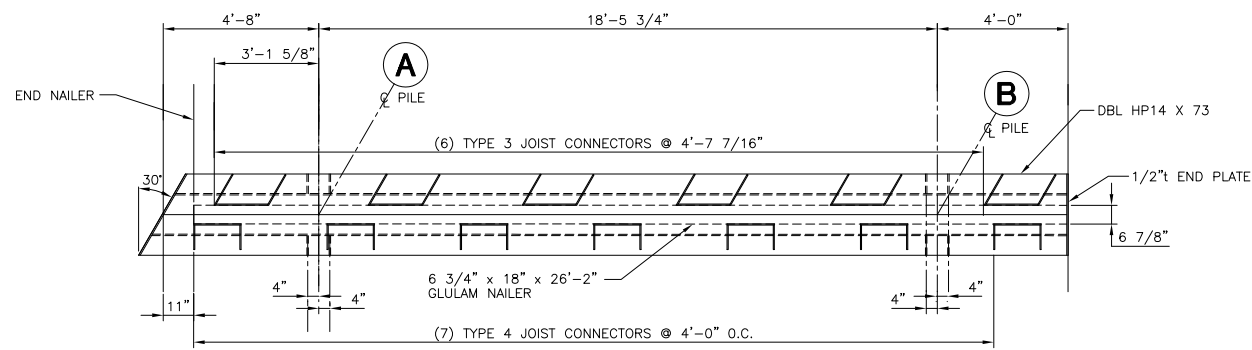 4'-8"
18'-5 3/4"
4'-0"
3'-1 5/8"
A
℄ PILE
B
℄ PILE
END NAILER
DBL HP14 X 73
(6) TYPE 3 JOIST CONNECTORS @ 4'-7 7/16"
30°
1/2"t END PLATE
6 7/8"
6 3/4" x 18" x 26'-2"
GLULAM NAILER
4"
4"
4"
4"
11"
(7) TYPE 4 JOIST CONNECTORS @ 4'-0" O.C.